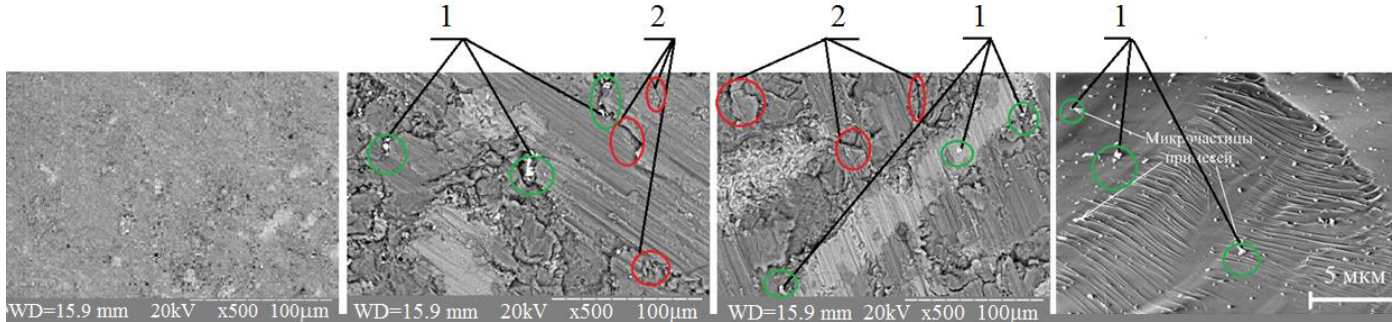 1 2 2 1 1
Микрочастицы
примесей
5 мкм
WD=15.9 mm 20kV x500 100µm
WD=15.9 mm 20kV x500 100µm
WD=15.9 mm 20kV x500 100µm